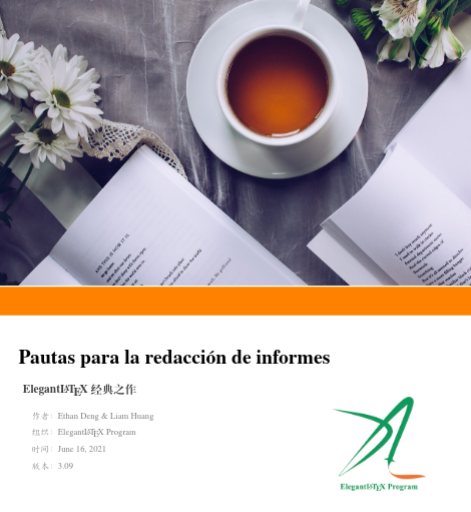 Pautas para la redacción de informes
ElegantLATEX 经典之作
作者：Ethan Deng & Liam Huang
组织：ElegantLATEX Program
时间：June 16, 2021
版本：3.09
ElegantLATEX Program